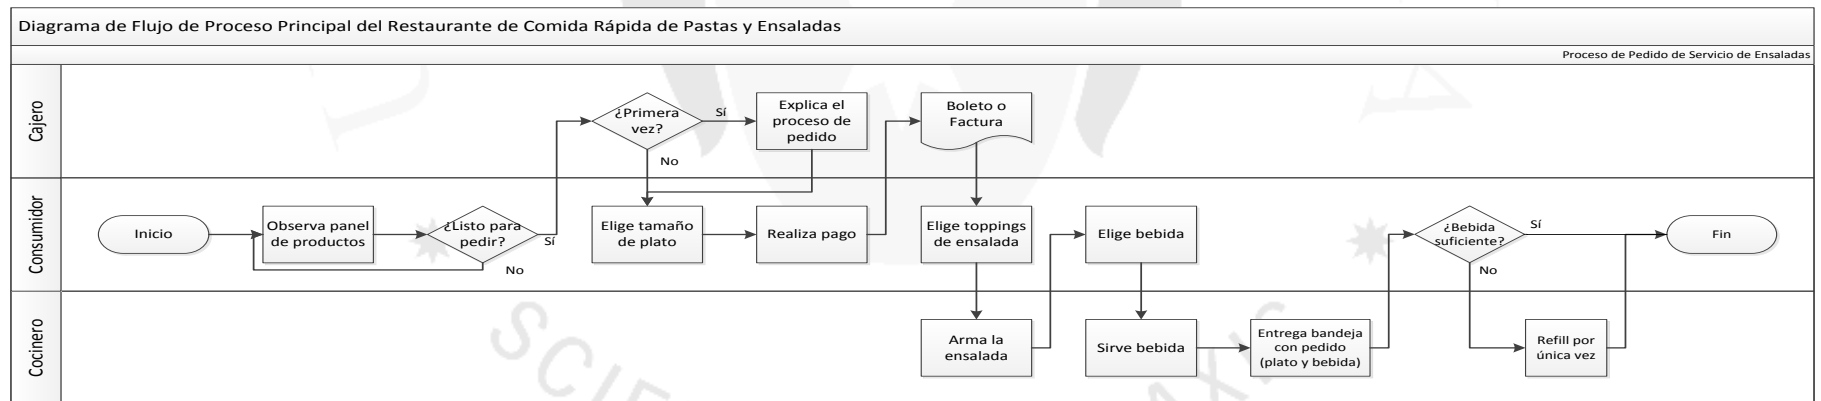 Diagrama de Flujo de Proceso Principal del Restaurante de Comida Rápida de Pastas y Ensaladas
Proceso de Pedido de Servicio de Ensaladas
Cajero
¿Primera
vez?
Sí
No
Explica el
proceso de
pedido
Boleto o
Factura
Consumidor
Inicio
Observa panel
de productos
¿Listo para
pedir?
Sí
No
Elige tamaño
de plato
Realiza pago
Elige toppings
de ensalada
Elige bebida
¿Bebida
suficiente?
Sí
No
Fin
Cocinero
Arma la
ensalada
Sirve bebida
Entrega bandeja
con pedido
(plato y bebida)
Refill por
única vez